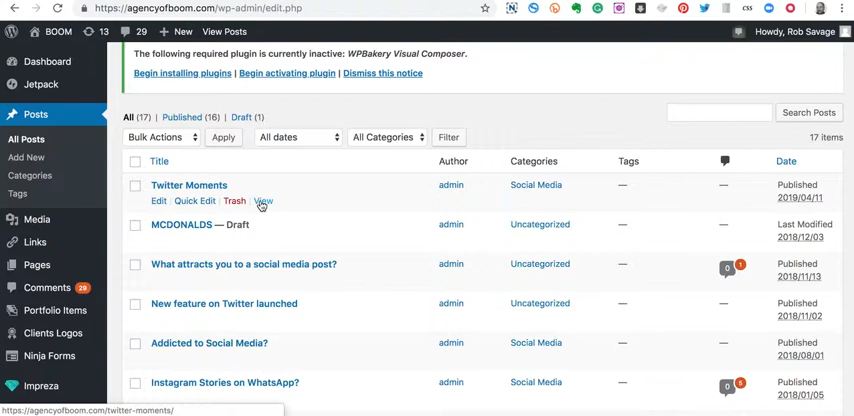 https://agencyofboom.com/wp-admin/edit.php
BOOM 13 29 + New View Posts Howdy, Rob Savage
Dashboard
Jetpack
Posts
All Posts
Add New
Categories
Tags
Media
Links
Pages
Comments 29
Portfolio Items
Clients Logos
Ninja Forms
Impreza
The following required plugin is currently inactive: WPBakery Visual Composer.
Begin installing plugins | Begin activating plugin | Dismiss this notice
All (17) | Published (16) | Draft (1)
Search Posts
Bulk Actions Apply All dates All Categories Filter 17 items
Title Author Categories Tags Date
Twitter Moments admin Social Media — — Published
2019/04/11
Edit | Quick Edit | Trash | View
MCDONALDS — Draft admin Uncategorized — — Last Modified
2018/12/03
What attracts you to a social media post? admin Uncategorized — 0 1 Published
2018/11/13
New feature on Twitter launched admin Uncategorized — — Published
2018/11/02
Addicted to Social Media? admin Social Media — — Published
2018/08/01
Instagram Stories on WhatsApp? admin Social Media — 0 5 Published
2018/01/05
https://agencyofboom.com/twitter-moments/
CSS